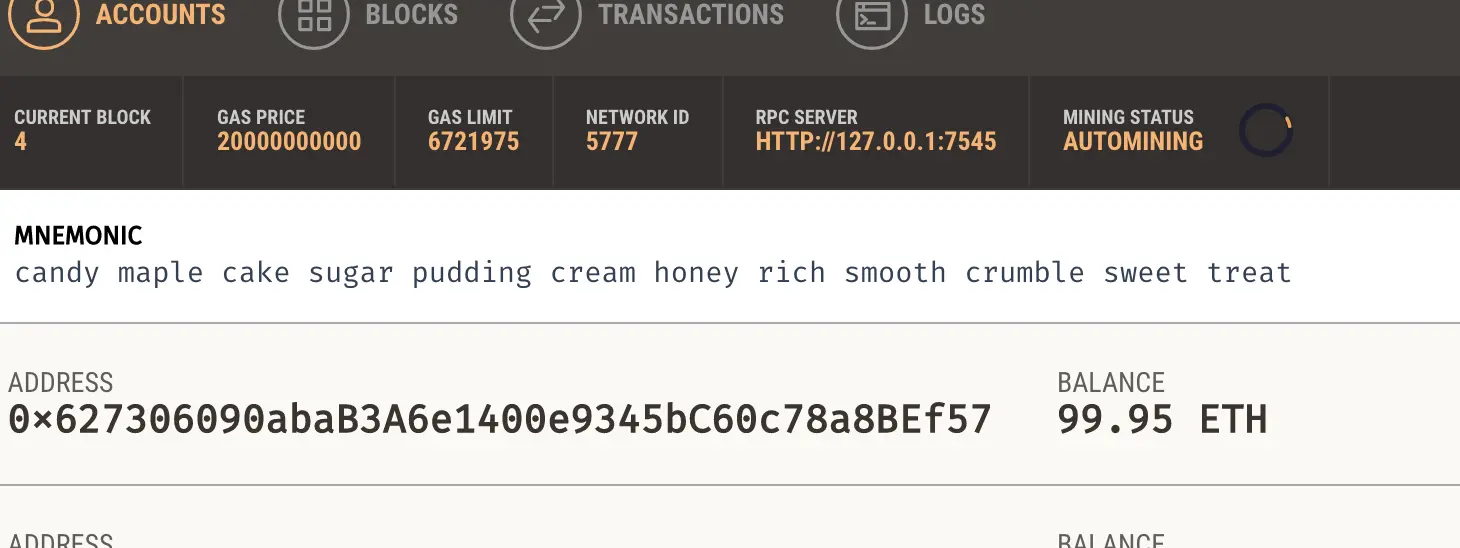 ACCOUNTS BLOCKS TRANSACTIONS LOGS
CURRENT BLOCK GAS PRICE GAS LIMIT NETWORK ID RPC SERVER MINING STATUS
4 20000000000 6721975 5777 HTTP://127.0.0.1:7545 AUTOMINING
MNEMONIC
candy maple cake sugar pudding cream honey rich smooth crumble sweet treat
ADDRESS BALANCE
0×627306090abaB3A6e1400e9345bC60c78a8BEf57 99.95 ETH
ADDRESS BALANCE